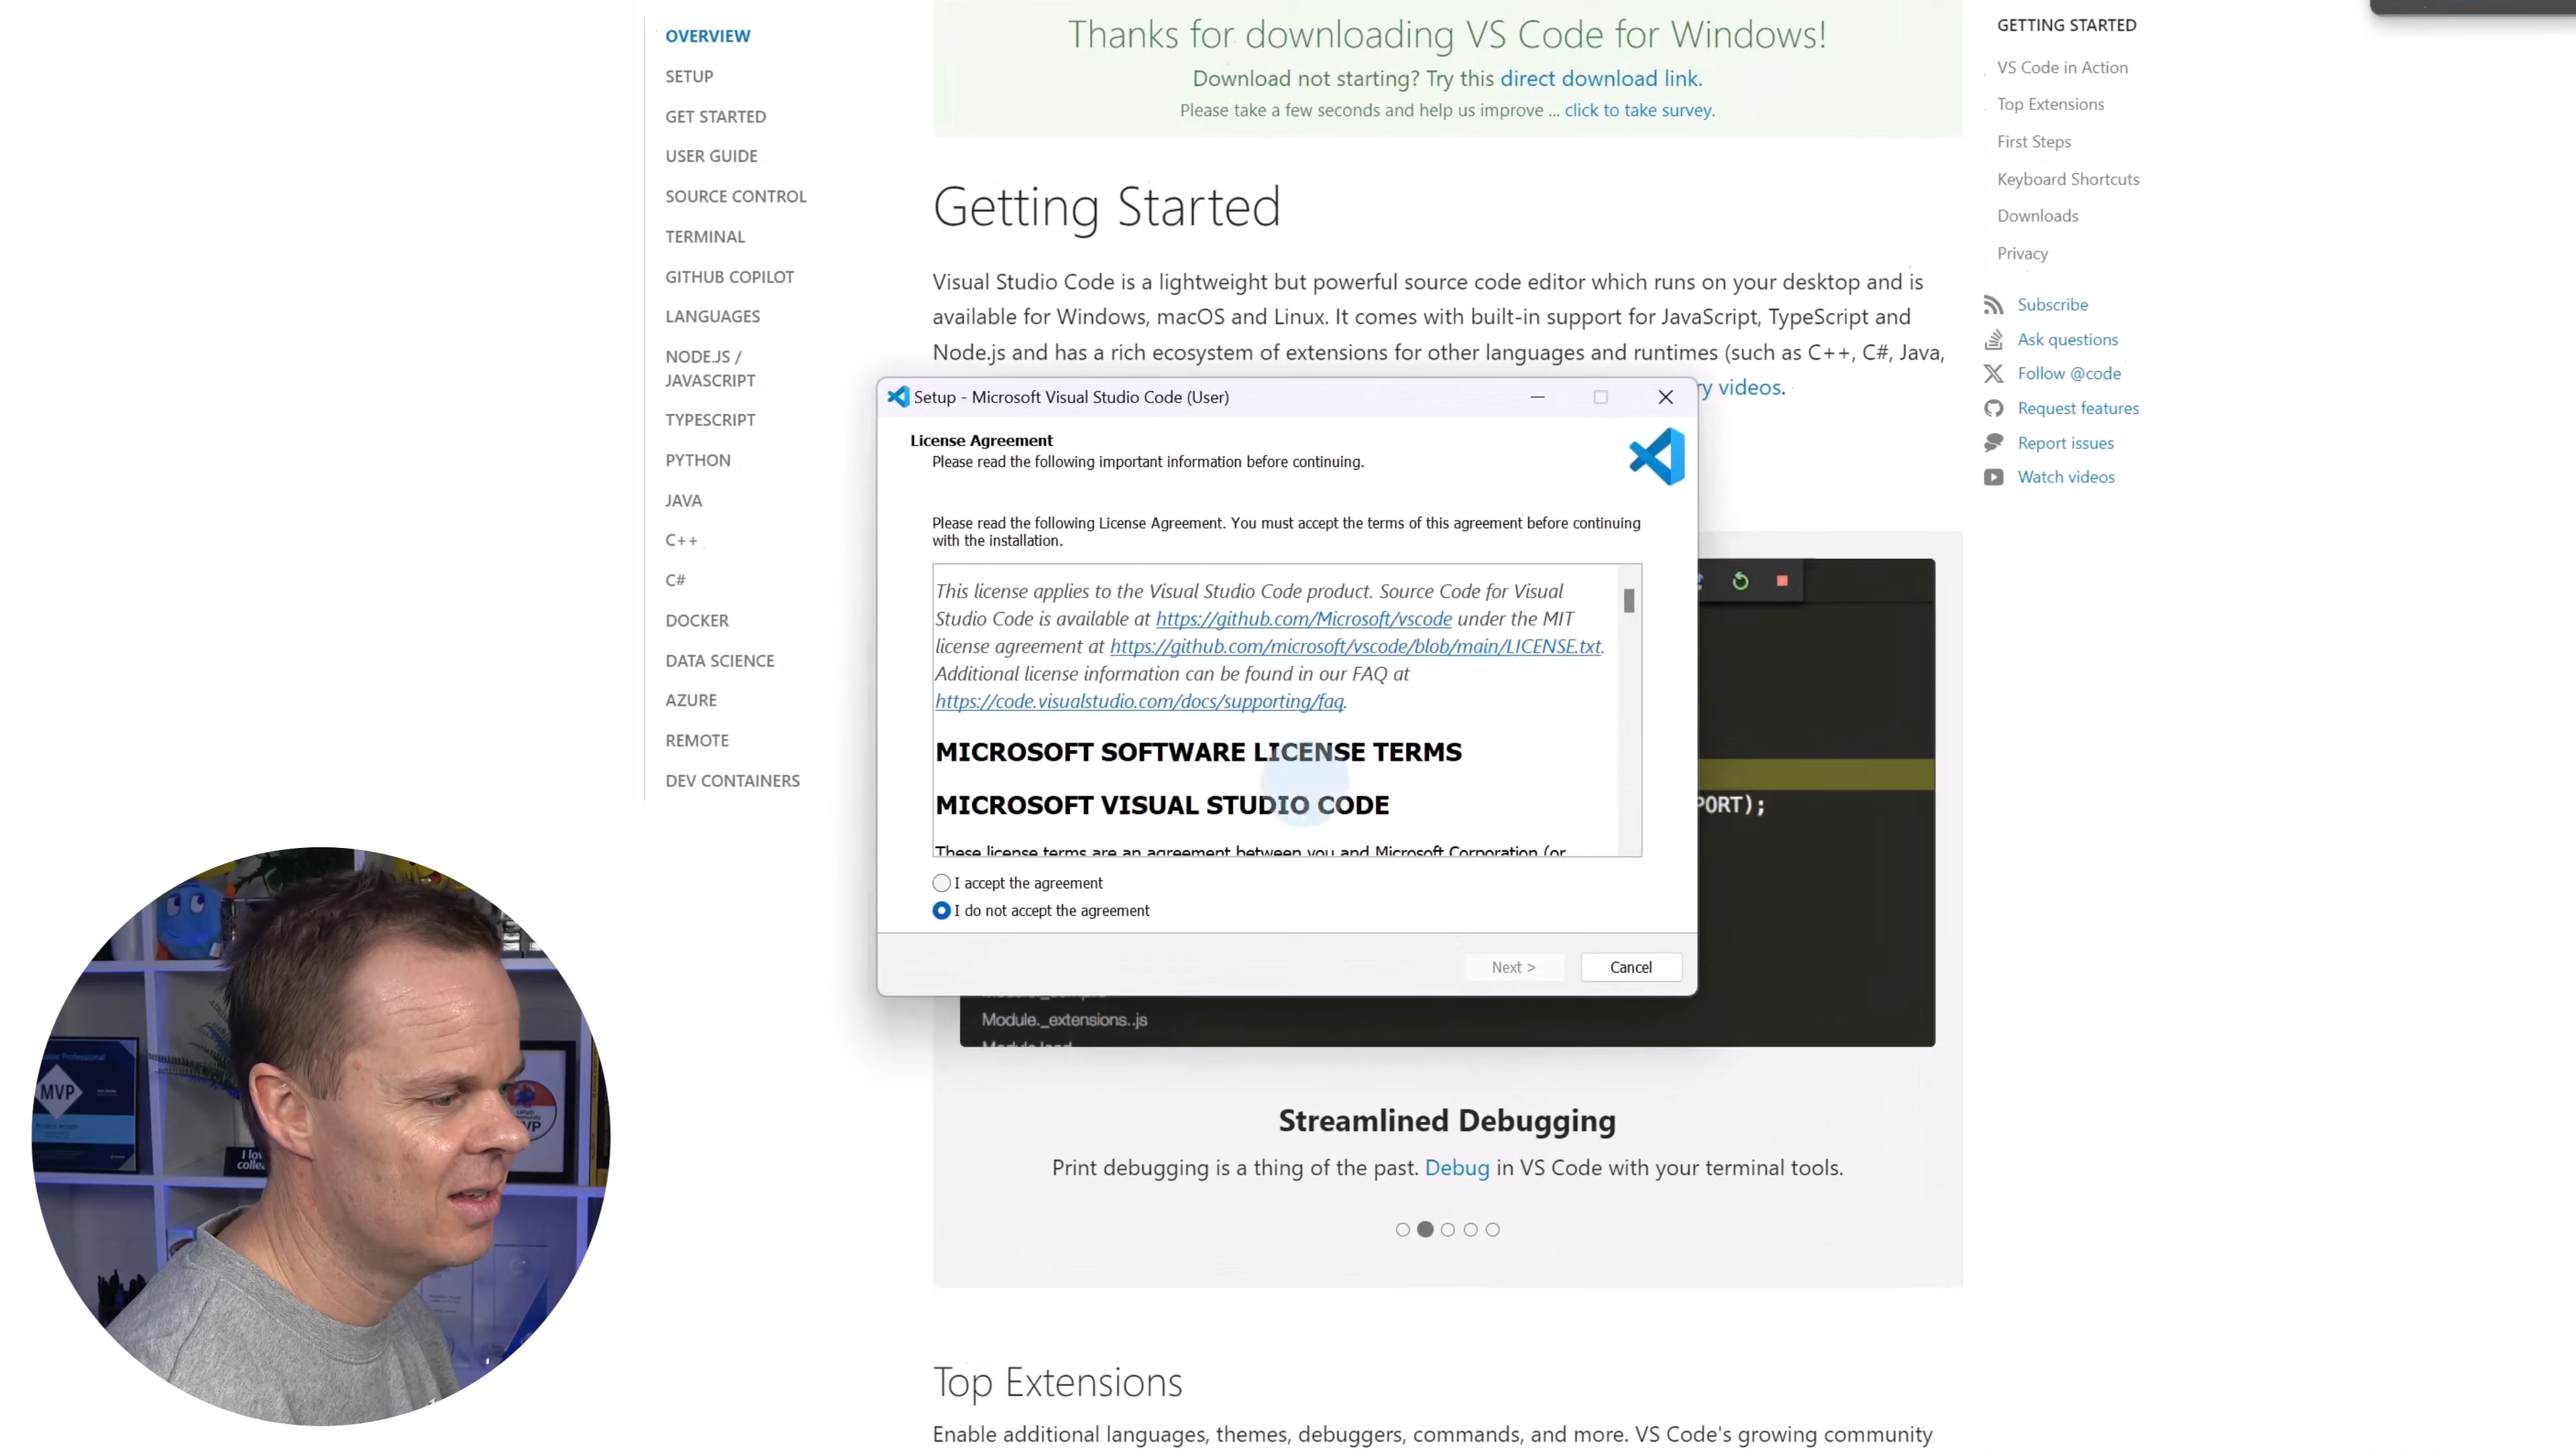 OVERVIEW
SETUP
GET STARTED
USER GUIDE
SOURCE CONTROL
TERMINAL
GITHUB COPILOT
LANGUAGES
NODE.JS /
JAVASCRIPT
TYPESCRIPT
PYTHON
JAVA
C++
C#
DOCKER
DATA SCIENCE
AZURE
REMOTE
DEV CONTAINERS
Thanks for downloading VS Code for Windows!
Download not starting? Try this direct download link.
Please take a few seconds and help us improve ... click to take survey.
Getting Started
Visual Studio Code is a lightweight but powerful source code editor which runs on your desktop and is
available for Windows, macOS and Linux. It comes with built-in support for JavaScript, TypeScript and
Node.js and has a rich ecosystem of extensions for other languages and runtimes (such as C++, C#, Java,
ry videos.
Setup - Microsoft Visual Studio Code (User)
License Agreement
Please read the following important information before continuing.
Please read the following License Agreement. You must accept the terms of this agreement before continuing
with the installation.
This license applies to the Visual Studio Code product. Source Code for Visual
Studio Code is available at https://github.com/Microsoft/vscode under the MIT
license agreement at https://github.com/microsoft/vscode/blob/main/LICENSE.txt.
Additional license information can be found in our FAQ at
https://code.visualstudio.com/docs/supporting/faq.
MICROSOFT SOFTWARE LICENSE TERMS
MICROSOFT VISUAL STUDIO CODE
These license terms are an agreement between you and Microsoft Corporation (or
I accept the agreement
I do not accept the agreement
Next >
Cancel
PORT);
Module._extensions..js
Module.load
Streamlined Debugging
Print debugging is a thing of the past. Debug in VS Code with your terminal tools.
Top Extensions
Enable additional languages, themes, debuggers, commands, and more. VS Code's growing community
GETTING STARTED
VS Code in Action
Top Extensions
First Steps
Keyboard Shortcuts
Downloads
Privacy
Subscribe
Ask questions
Follow @code
Request features
Report issues
Watch videos
MVP